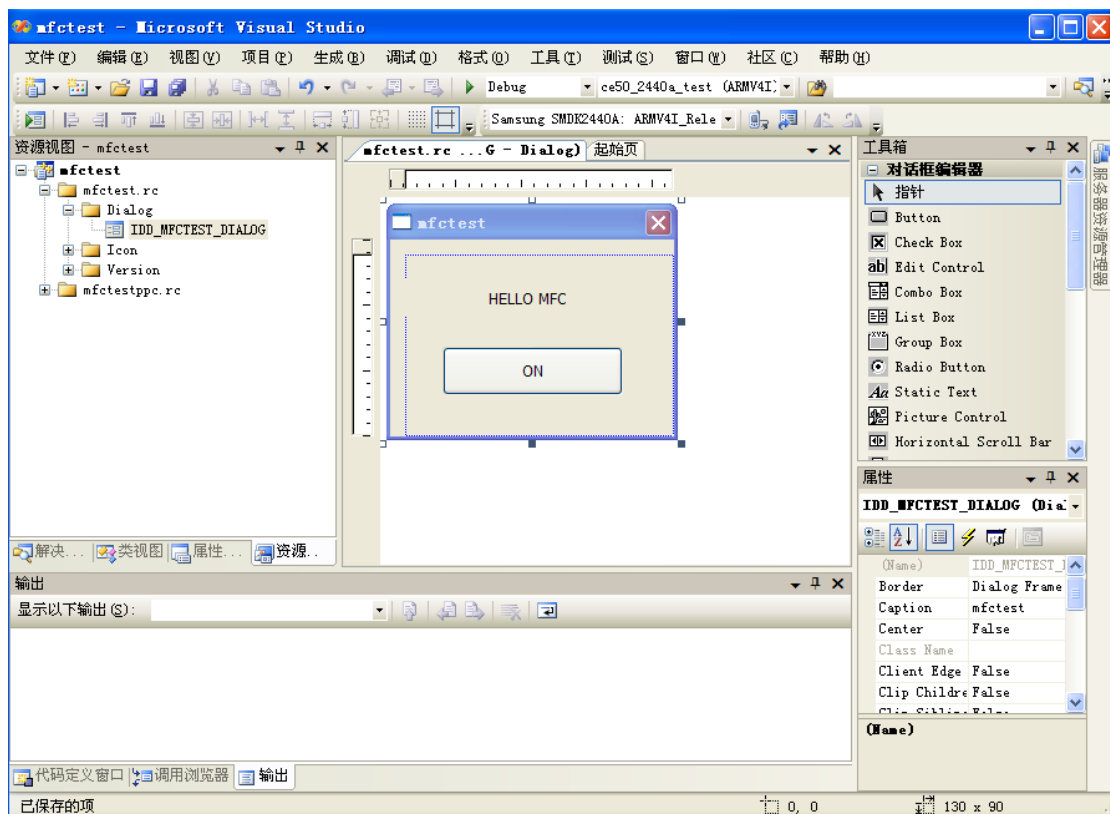 mfctest - Microsoft Visual Studio
文件(F) 编辑(E) 视图(V) 项目(P) 生成(B) 调试(D) 格式(O) 工具(T) 测试(S) 窗口(W) 社区(C) 帮助(H)
Debug ce50_2440a_test (ARMV4I)
Samsung SMDK2440A: ARMV4I_Rele
资源视图 - mfctest
mfctest
mfctest.rc
Dialog
IDD_MFCTEST_DIALOG
Icon
Version
mfctestppc.rc
解决... 类视图 属性... 资源..
mfctest.rc ...G - Dialog) 起始页
mfctest
HELLO MFC
ON
工具箱
对话框编辑器
指针
Button
Check Box
Edit Control
Combo Box
List Box
Group Box
Radio Button
Aa Static Text
Picture Control
Horizontal Scroll Bar
服务器资源管理器
属性
IDD_MFCTEST_DIALOG (Dia
(Name) IDD_MFCTEST_
Border Dialog Frame
Caption mfctest
Center False
Class Name
Client Edge False
Clip Childre False
(Name)
输出
显示以下输出(S):
代码定义窗口 调用浏览器 输出
已保存的项 0, 0 130 x 90